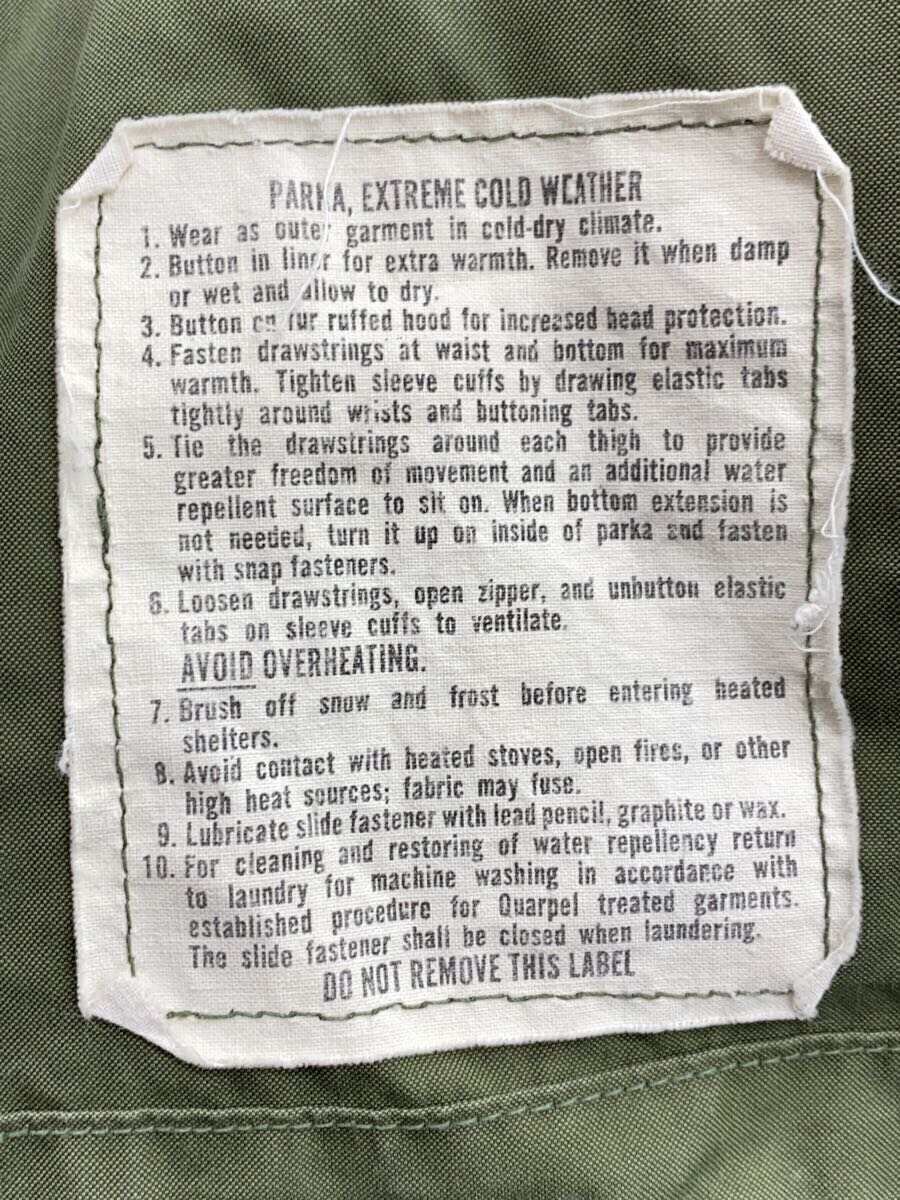 PARKA, EXTREME COLD WEATHER
1. Wear as outer garment in cold-dry climate.
2. Button in liner for extra warmth. Remove it when damp
or wet and allow to dry.
3. Button on fur ruffed hood for increased head protection.
4. Fasten drawstrings at waist and bottom for maximum
warmth. Tighten sleeve cuffs by drawing elastic tabs
tightly around wrists and buttoning tabs.
5. Tie the drawstrings around each thigh to provide
greater freedom of movement and an additional water
repellent surface to sit on. When bottom extension is
not needed, turn it up on inside of parka and fasten
with snap fasteners.
6. Loosen drawstrings, open zipper, and unbutton elastic
tabs on sleeve cuffs to ventilate.
AVOID OVERHEATING.
7. Brush off snow and frost before entering heated
shelters.
8. Avoid contact with heated stoves, open fires, or other
high heat sources; fabric may fuse.
9. Lubricate slide fastener with lead pencil, graphite or wax.
10. For cleaning and restoring of water repellency return
to laundry for machine washing in accordance with
established procedure for Quarpel treated garments.
The slide fastener shall be closed when laundering.
DO NOT REMOVE THIS LABEL